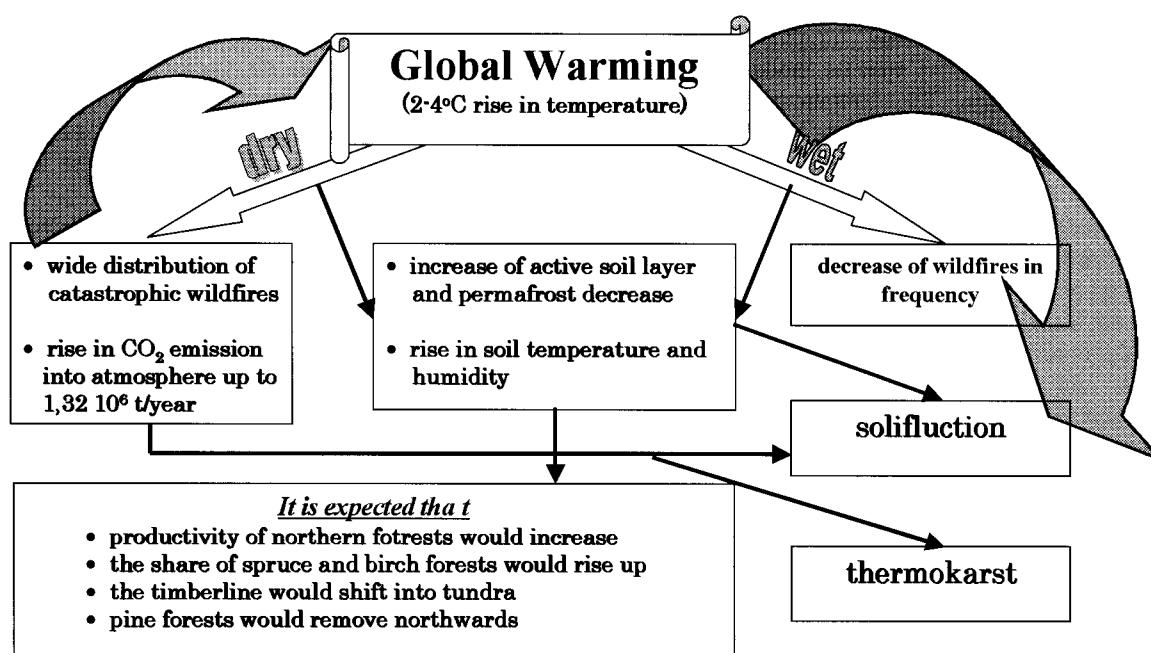 Global Warming
(2-4°C rise in temperature)
dry
wet
• wide distribution of
catastrophic wildfires
• rise in CO₂ emission
into atmosphere up to
1,32 10⁶ t/year
• increase of active soil layer
and permafrost decrease
• rise in soil temperature and
humidity
decrease of wildfires in
frequency
solifluction
thermokarst
It is expected tha t
• productivity of northern fotrests would increase
• the share of spruce and birch forests would rise up
• the timberline would shift into tundra
• pine forests would remove northwards